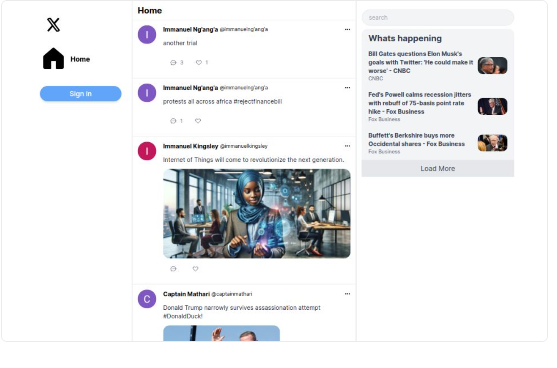 Home
Sign in
Home
Immanuel Ng'ang'a @immanuelng'ang'a
another trial
3 1
Immanuel Ng'ang'a @immanuelng'ang'a
protests all across africa #rejectfinancebill
1
Immanuel Kingsley @immanuelkingsley
Internet of Things will come to revolutionize the next generation.
Captain Mathari @captainmathari
Donald Trump narrowly survives assassination attempt
#DonaldDuck!
search
Whats happening
Bill Gates questions Elon Musk's
goals with Twitter: 'He could make it
worse' - CNBC
CNBC
Fed's Powell calms recession jitters
with rebuff of 75-basis point rate
hike - Fox Business
Fox Business
Buffett's Berkshire buys more
Occidental shares - Fox Business
Fox Business
Load More